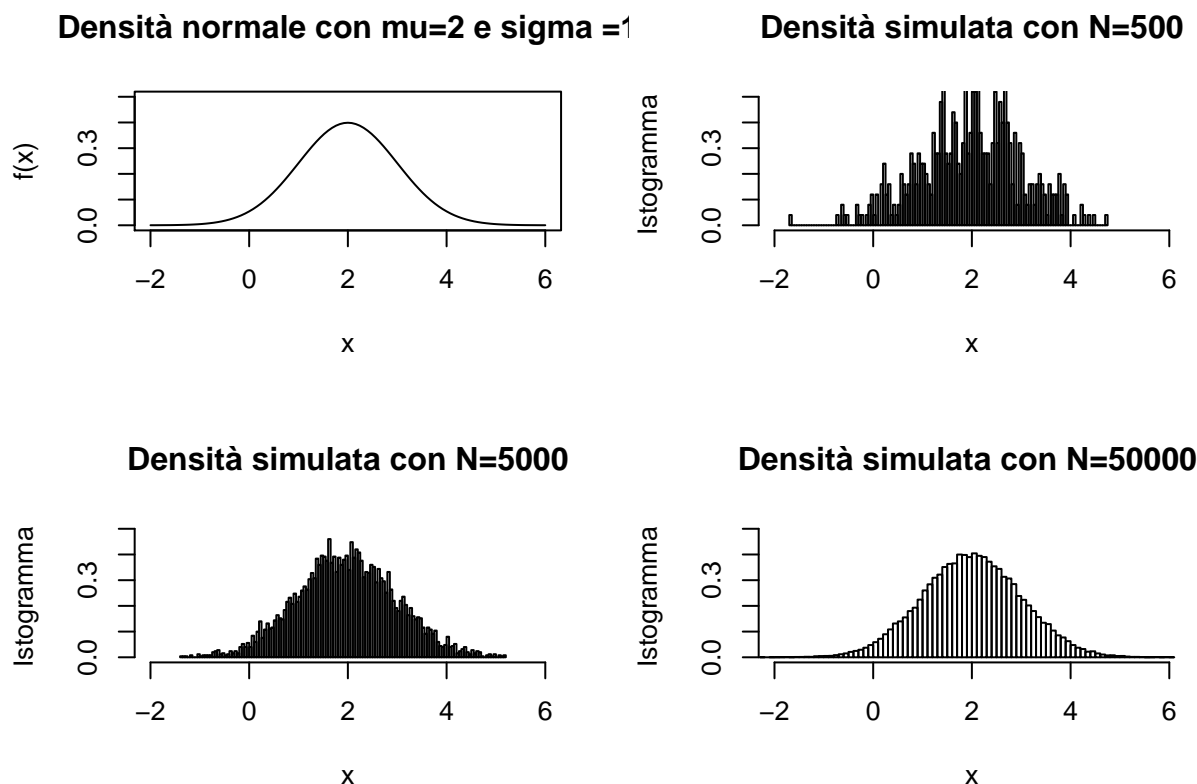 Densità normale con mu=2 e sigma =1
f(x)
0.3
0.0
−2 0 2 4 6
x
Densità simulata con N=500
Istogramma
0.3
0.0
−2 0 2 4 6
x
Densità simulata con N=5000
Istogramma
0.3
0.0
−2 0 2 4 6
x
Densità simulata con N=50000
Istogramma
0.3
0.0
−2 0 2 4 6
x